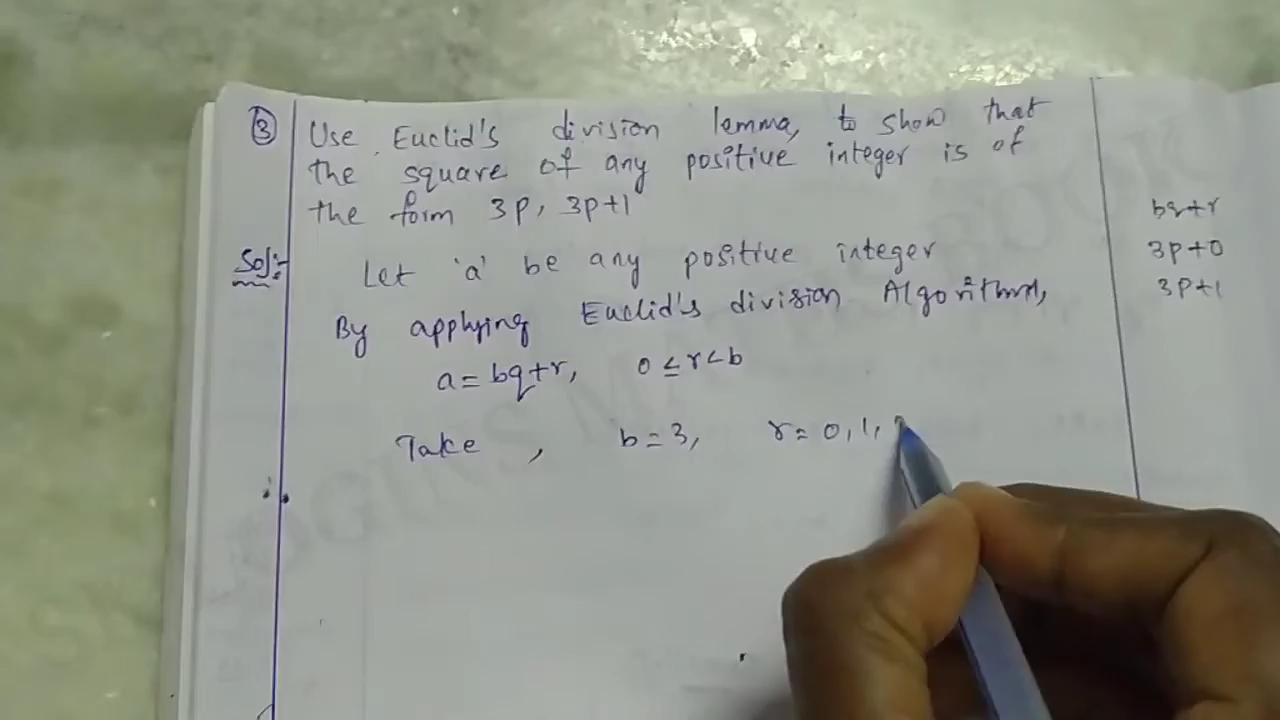 ③ Use Euclid's division lemma, to show that
the square of any positive integer is of
the form 3p, 3p+1
Sol:- Let 'a' be any positive integer
By applying Euclid's division Algorithm,
a = bq+r, 0 ≤ r < b
Take , b = 3, r = 0, 1,
bq+r
3p+0
3p+1